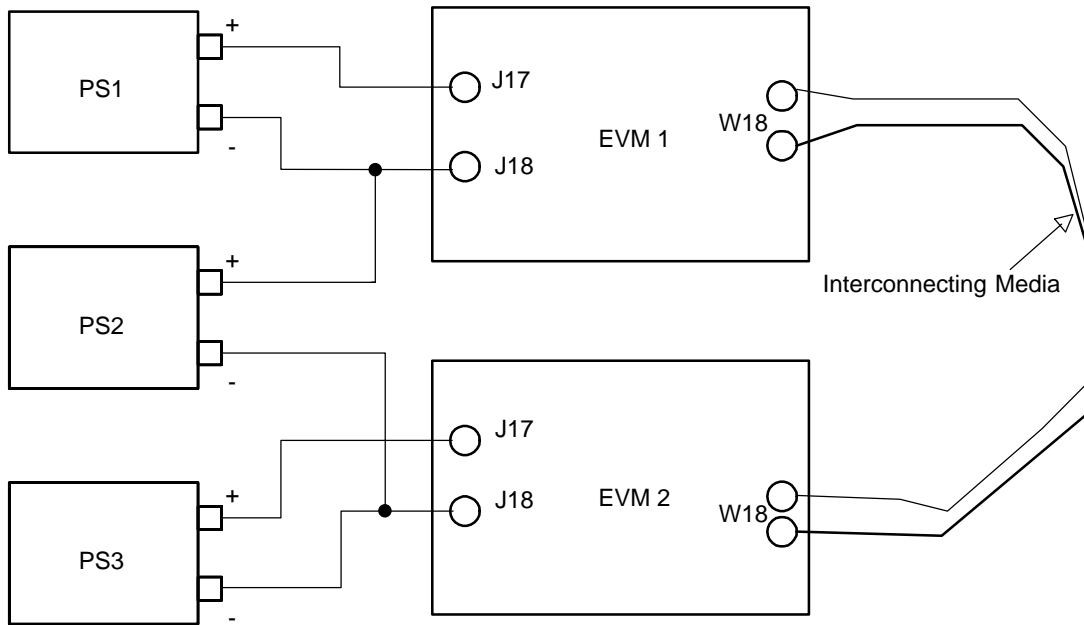 +
PS1
-
J17
J18
EVM 1
W18
Interconnecting Media
+
PS2
-
J17
J18
EVM 2
W18
+
PS3
-